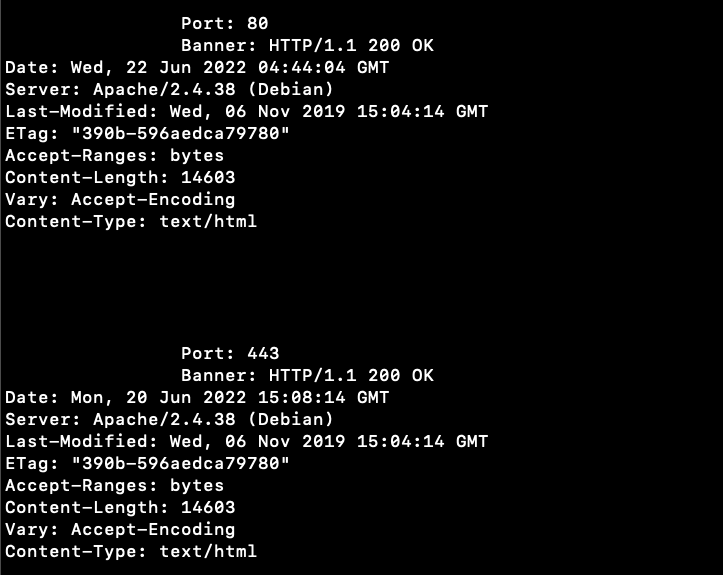 Port: 80
Banner: HTTP/1.1 200 OK
Date: Wed, 22 Jun 2022 04:44:04 GMT
Server: Apache/2.4.38 (Debian)
Last-Modified: Wed, 06 Nov 2019 15:04:14 GMT
ETag: "390b-596aedca79780"
Accept-Ranges: bytes
Content-Length: 14603
Vary: Accept-Encoding
Content-Type: text/html
Port: 443
Banner: HTTP/1.1 200 OK
Date: Mon, 20 Jun 2022 15:08:14 GMT
Server: Apache/2.4.38 (Debian)
Last-Modified: Wed, 06 Nov 2019 15:04:14 GMT
ETag: "390b-596aedca79780"
Accept-Ranges: bytes
Content-Length: 14603
Vary: Accept-Encoding
Content-Type: text/html